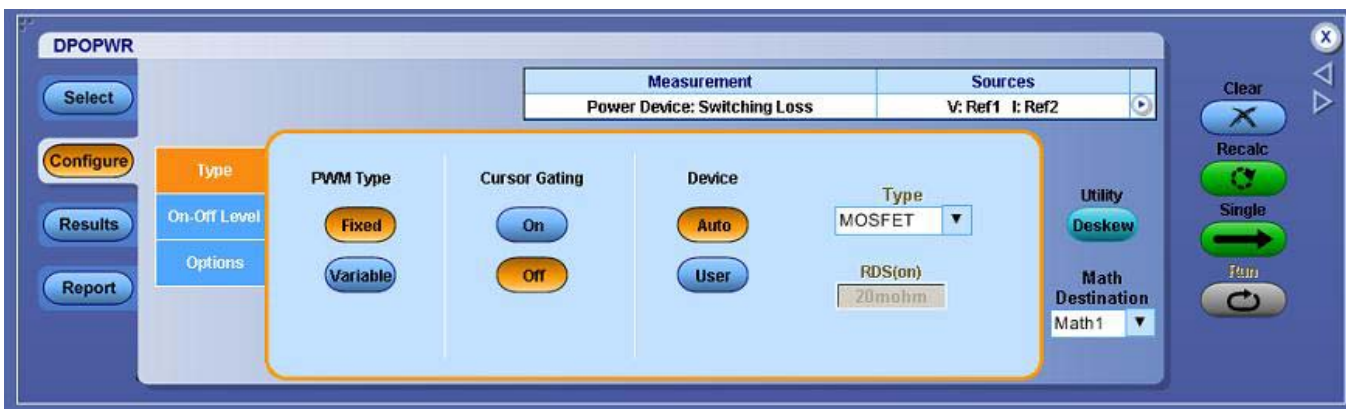 DPOPWR
X
Select
Configure
Results
Report
Measurement Sources
Power Device: Switching Loss V: Ref1 I: Ref2
Type
On-Off Level
Options
PWM Type
Fixed
Variable
Cursor Gating
On
Off
Device
Auto
User
Type
MOSFET
RDS(on)
20mohm
Utility
Deskew
Math
Destination
Math1
Clear
Recalc
Single
Run